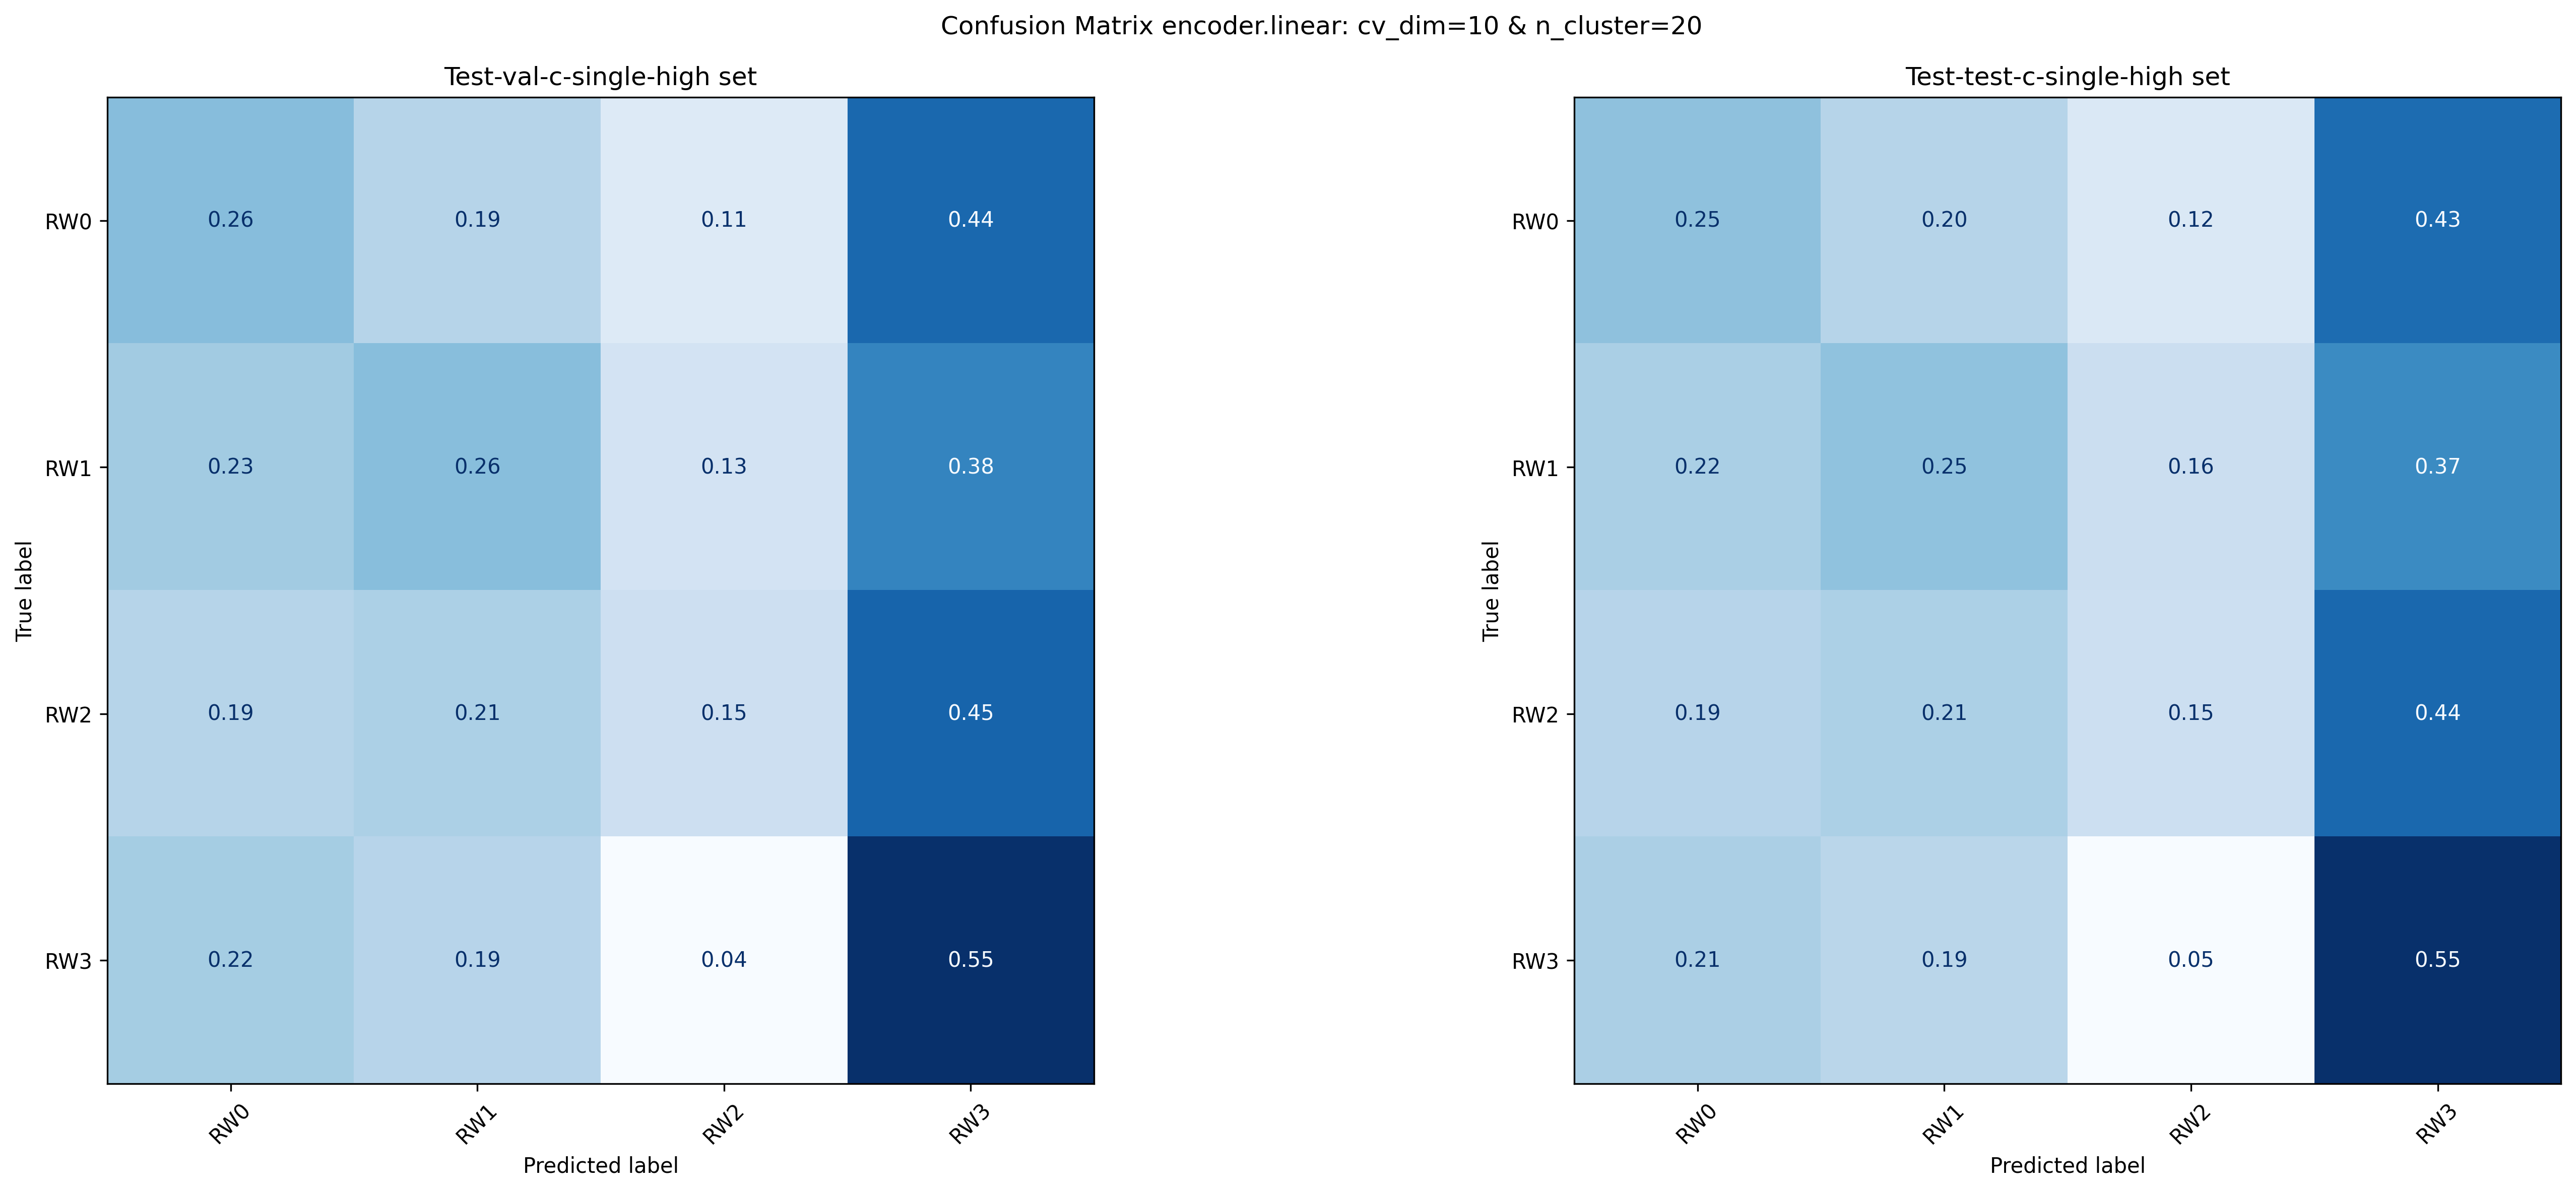 Confusion Matrix encoder.linear: cv_dim=10 & n_cluster=20
Test-val-c-single-high set
True label
RW0 0.26 0.19 0.11 0.44
RW1 0.23 0.26 0.13 0.38
RW2 0.19 0.21 0.15 0.45
RW3 0.22 0.19 0.04 0.55
RW0 RW1 RW2 RW3
Predicted label
Test-test-c-single-high set
True label
RW0 0.25 0.20 0.12 0.43
RW1 0.22 0.25 0.16 0.37
RW2 0.19 0.21 0.15 0.44
RW3 0.21 0.19 0.05 0.55
RW0 RW1 RW2 RW3
Predicted label